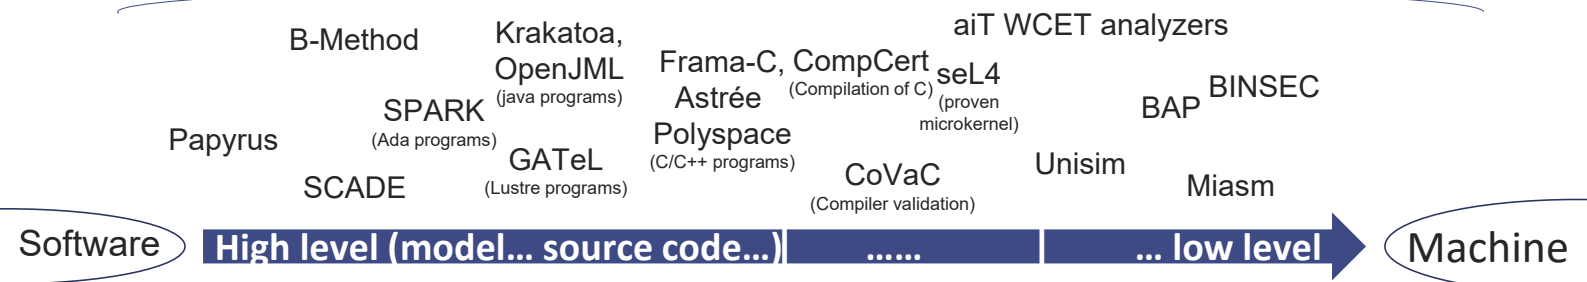 B-Method
Krakatoa,
OpenJML
(java programs)
SPARK
(Ada programs)
Papyrus
SCADE
GATeL
(Lustre programs)
Frama-C,
Astrée
Polyspace
(C/C++ programs)
CompCert
(Compilation of C)
CoVaC
(Compiler validation)
aiT WCET analyzers
seL4
(proven
microkernel)
Unisim
BAP
BINSEC
Miasm
Software
High level (model... source code...)
......
... low level
Machine